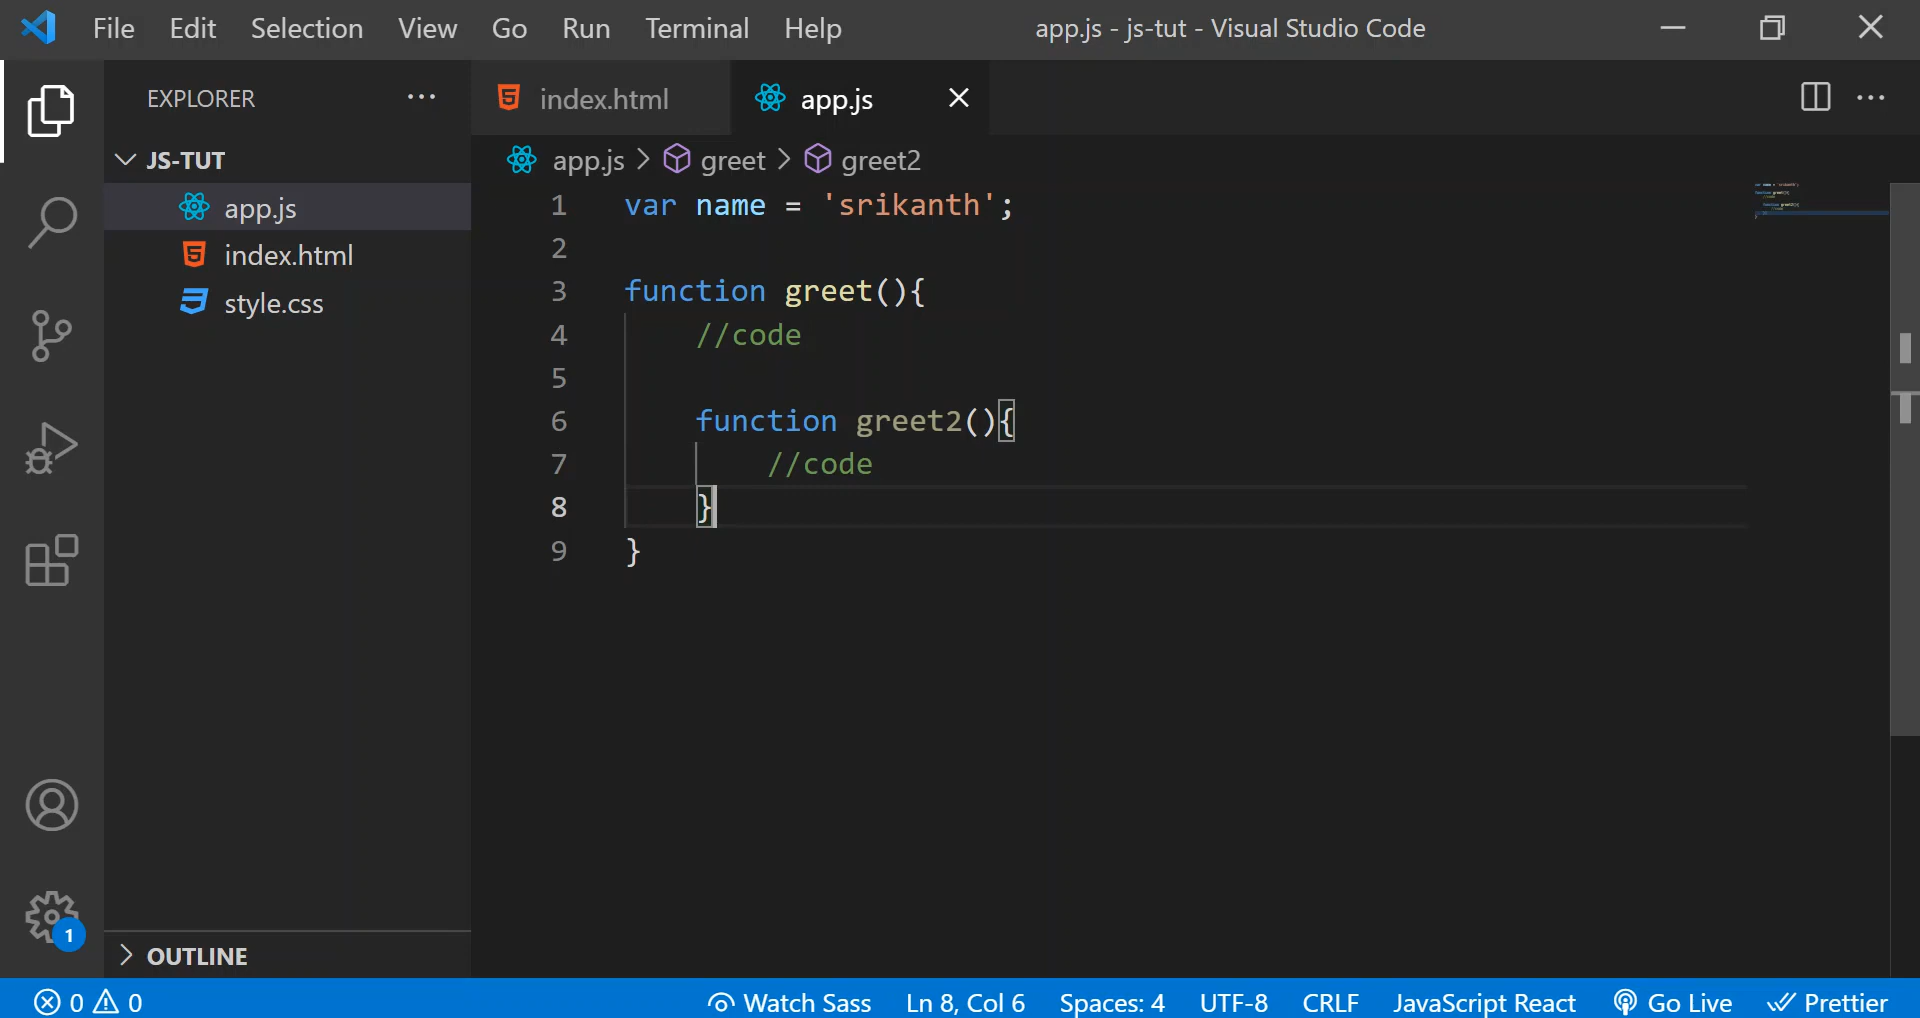 File Edit Selection View Go Run Terminal Help app.js - js-tut - Visual Studio Code
EXPLORER
JS-TUT
app.js
index.html
style.css
OUTLINE
1
index.html app.js
app.js > greet > greet2
1 var name = 'srikanth';
2
3 function greet(){
4 //code
5
6 function greet2(){
7 //code
8 }
9 }
0 0 Watch Sass Ln 8, Col 6 Spaces: 4 UTF-8 CRLF JavaScript React Go Live Prettier